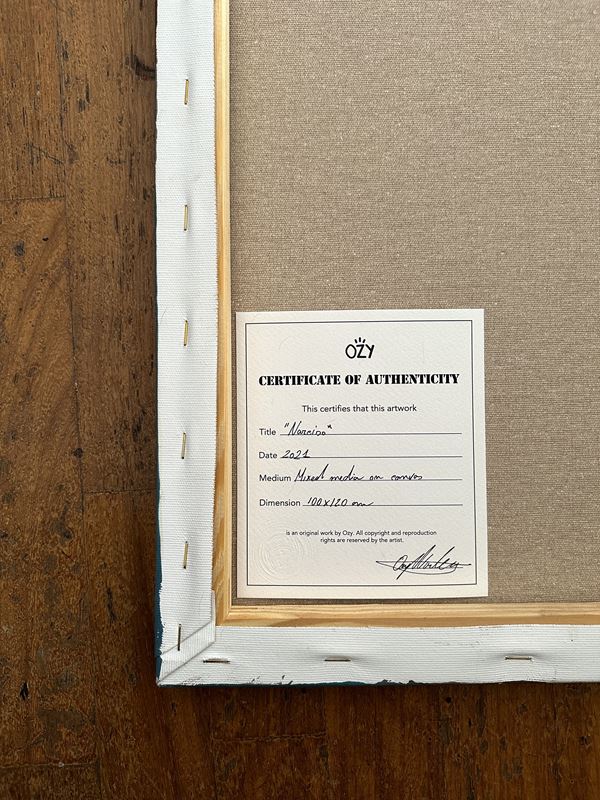 OZY
CERTIFICATE OF AUTHENTICITY
This certifies that this artwork
Title "Narciso"
Date 2021
Medium Mixed media on canvas
Dimension 100x120 cm
is an original work by Ozy. All copyright and reproduction
rights are reserved by the artist.